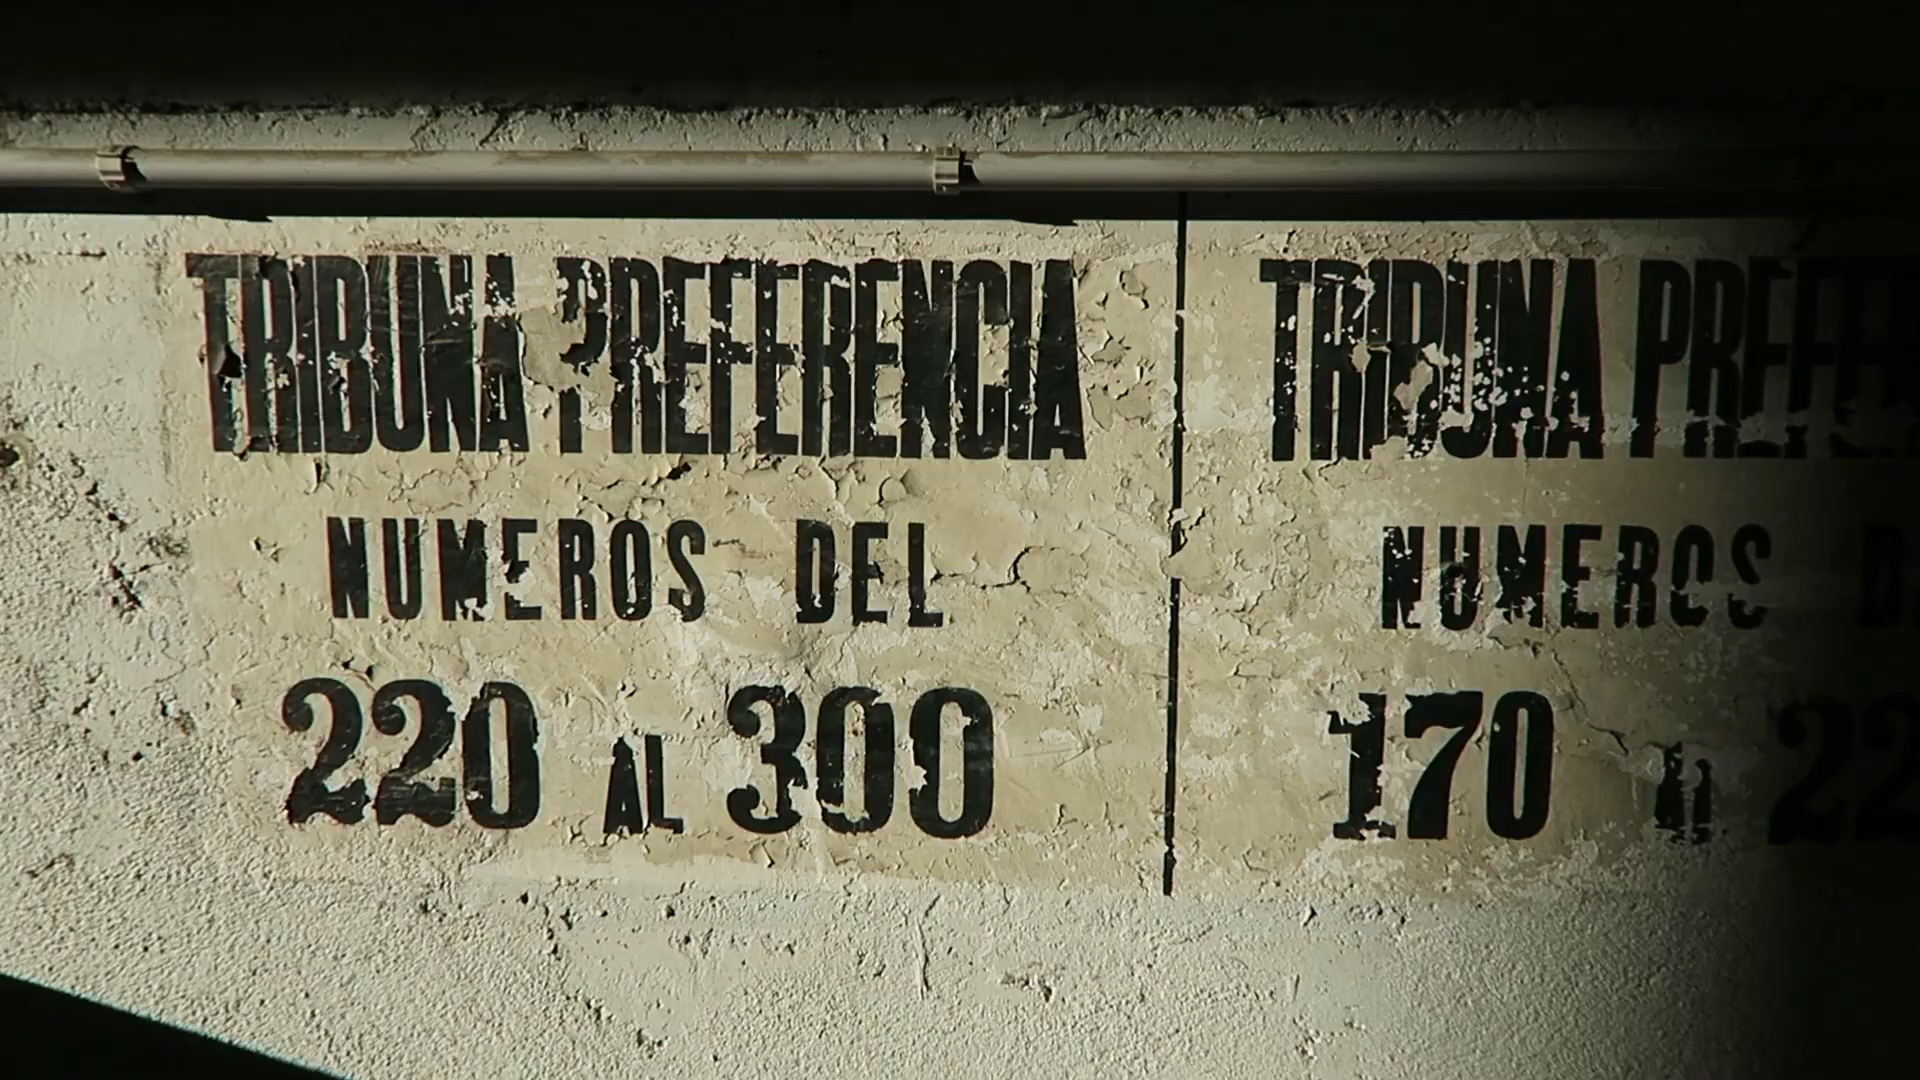 TRIBUNA PREFERENCIA
NUMEROS DEL
220 AL 300
TRIBUNA
NUMEROS
170